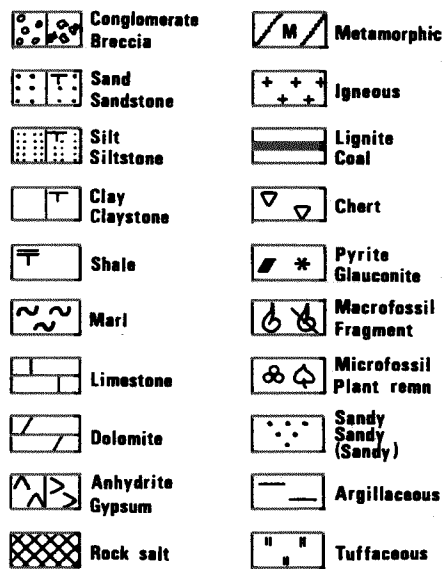 Conglomerate
Breccia
Sand
Sandstone
Silt
Siltstone
Clay
Claystone
Shale
Marl
Limestone
Dolomite
Anhydrite
Gypsum
Rock salt
M
Metamorphic
Igneous
Lignite
Coal
Chert
Pyrite
Glauconite
Macrofossil
Fragment
Microfossil
Plant remn
Sandy
Sandy
(Sandy)
Argillaceous
Tuffaceous